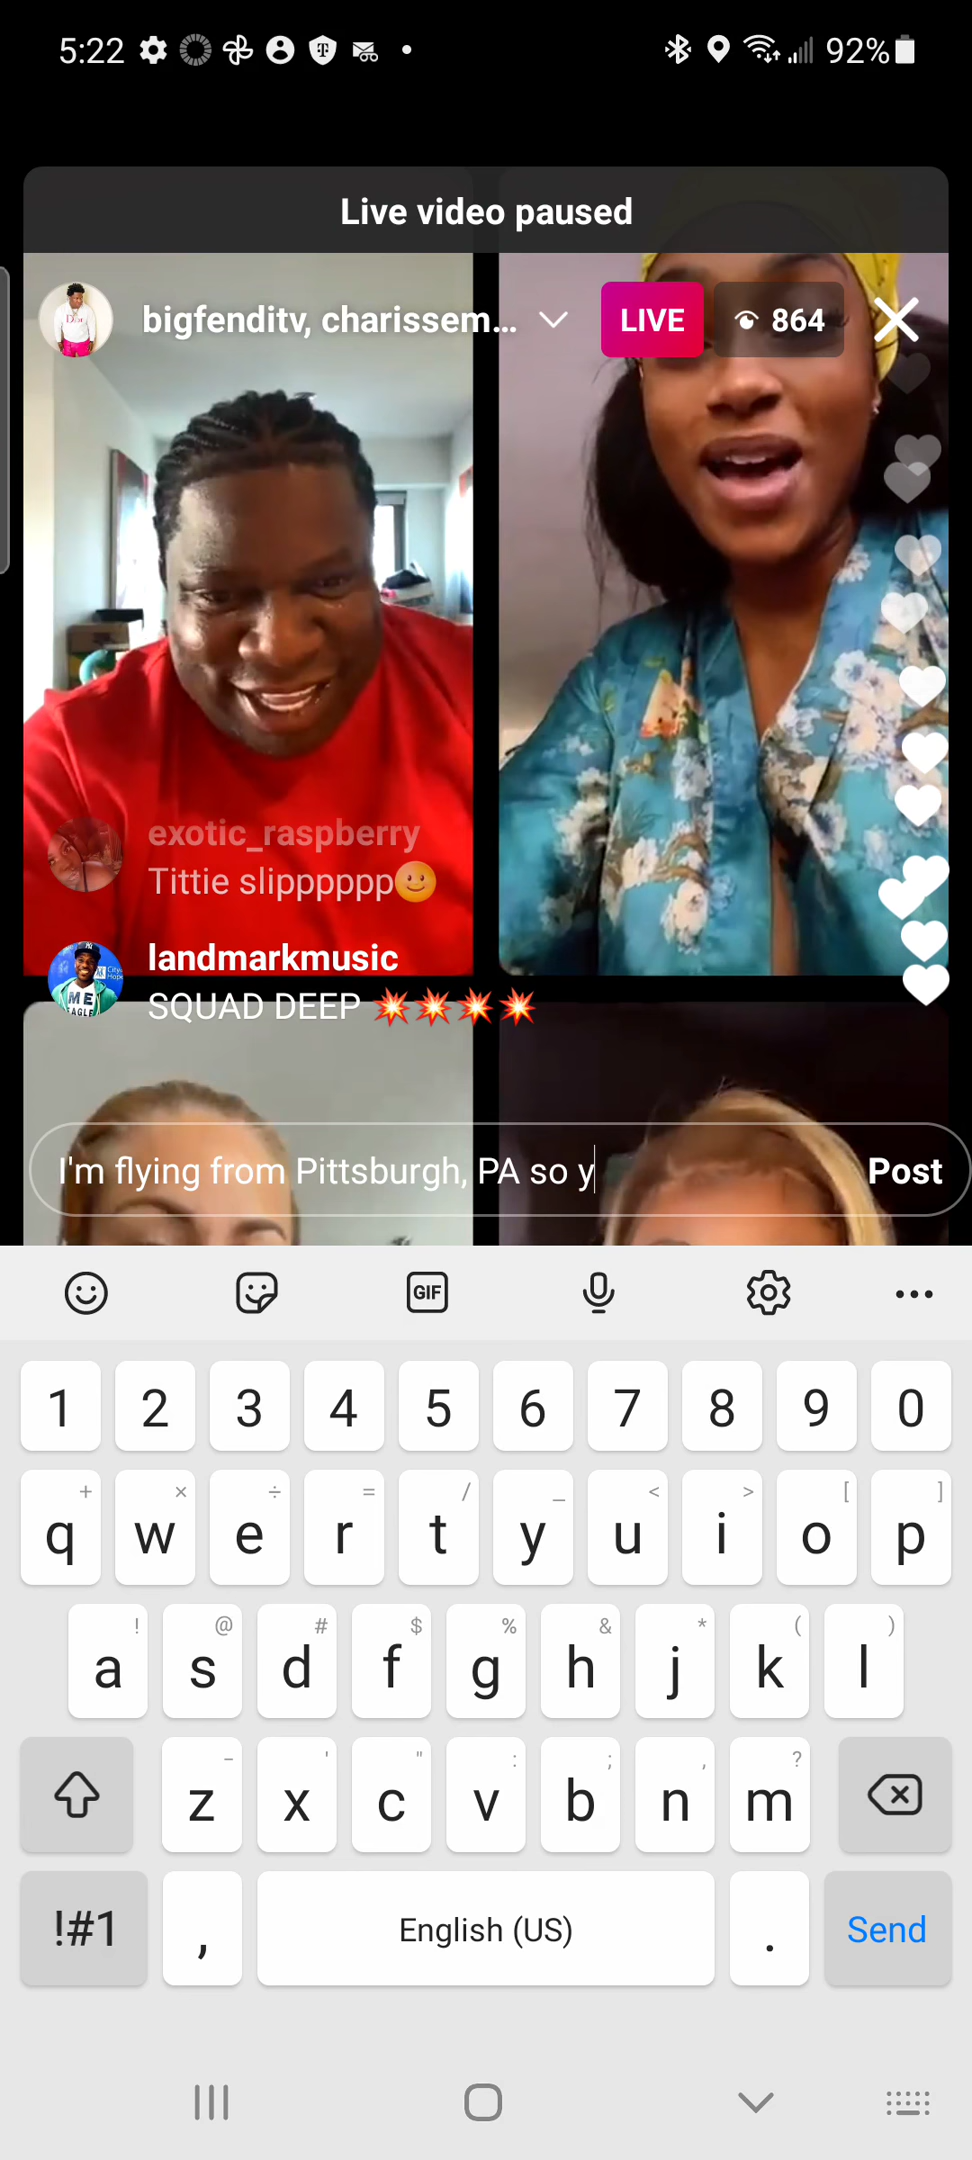 5:22
92%
Live video paused
bigfenditv, charissem...
LIVE
864
exotic_raspberry
Tittie slipppppp🙂
landmarkmusic
SQUAD DEEP 💥💥💥💥
I'm flying from Pittsburgh, PA so y
Post
GIF
1 2 3 4 5 6 7 8 9 0
+ × ÷ = / _ < > [ ]
q w e r t y u i o p
! @ # $ % & * ( )
a s d f g h j k l
- ' " : ; , ?
z x c v b n m
!#1 , English (US) . Send